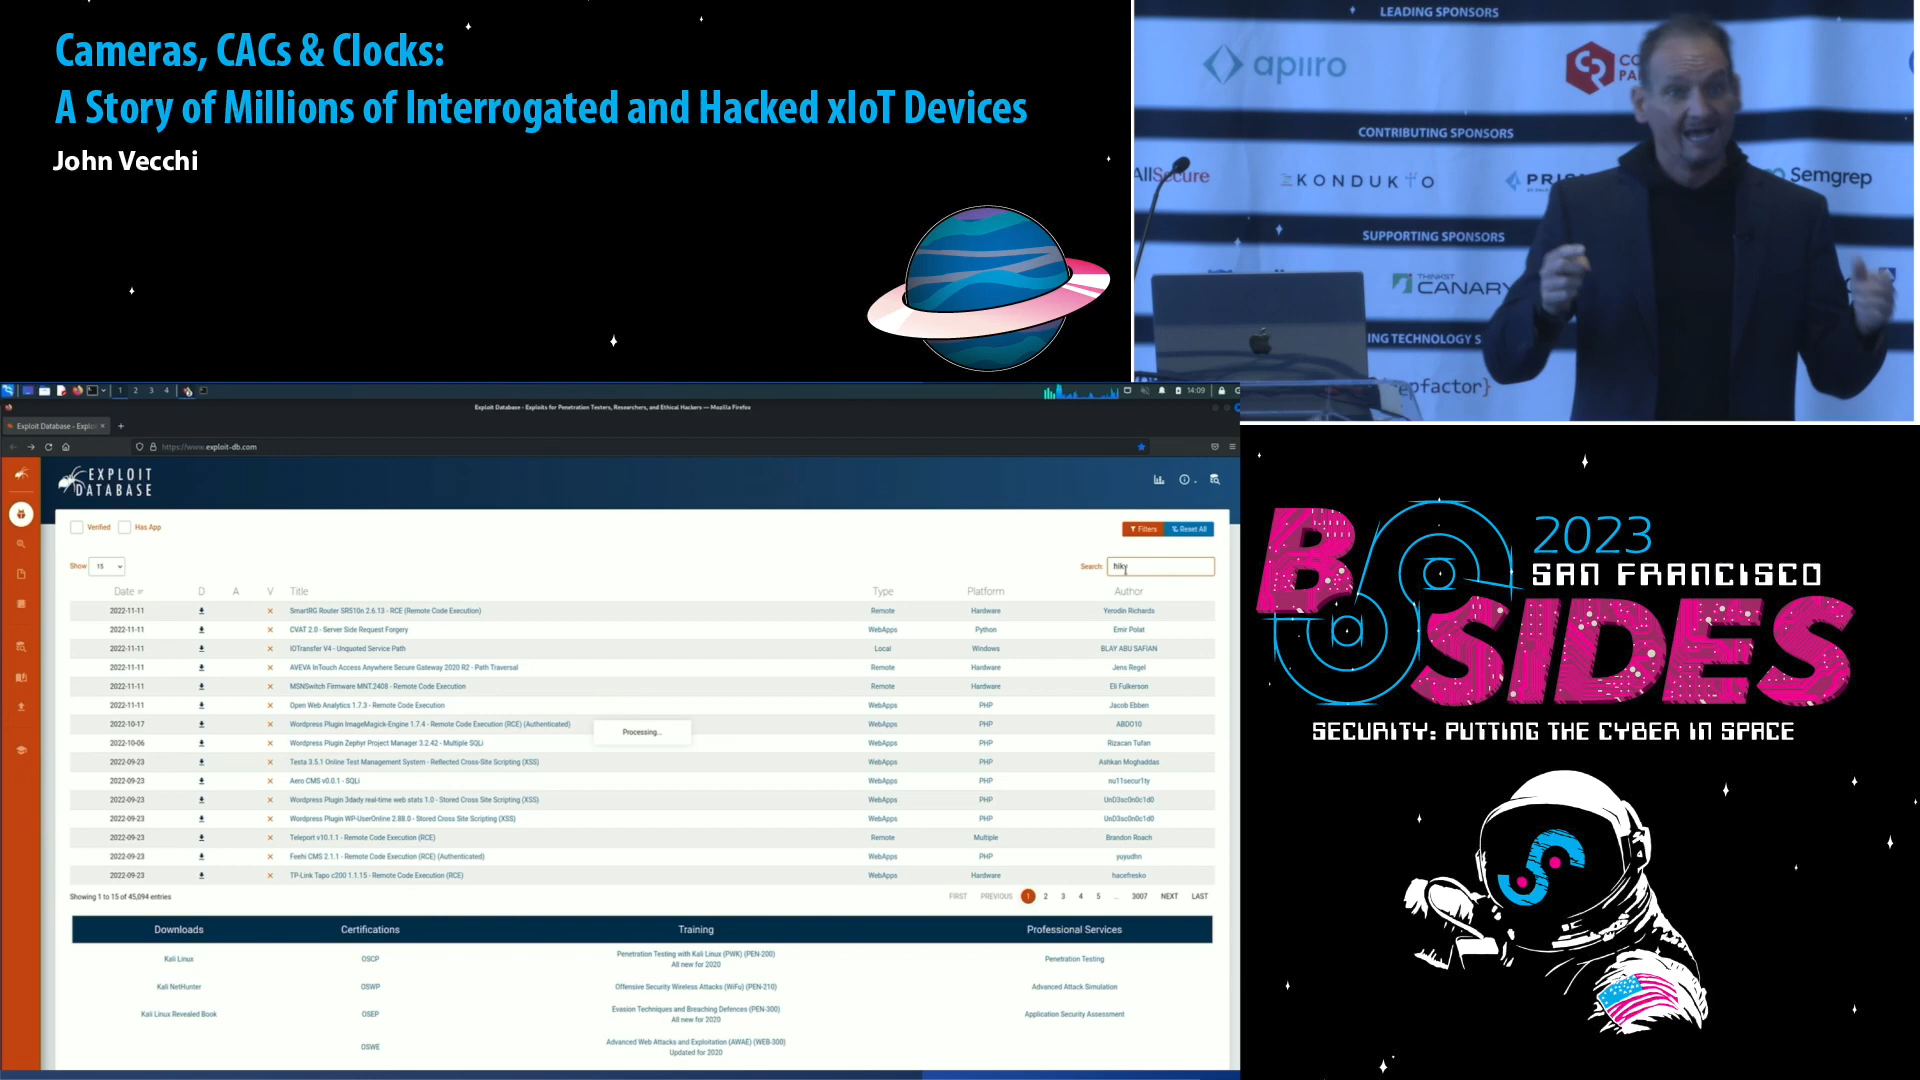 Cameras, CACs & Clocks:
A Story of Millions of Interrogated and Hacked xIoT Devices
John Vecchi
LEADING SPONSORS
apiiro
CONTRIBUTING SPONSORS
AllSecure
KONDUKTO
Semgrep
SUPPORTING SPONSORS
THINKST
CANARY
ING TECHNOLOGY S
epfactor}
1 2 3 4
14:09
Exploit Database - Exploits for Penetration Testers, Researchers, and Ethical Hackers — Mozilla Firefox
Exploit Database - Exploi
https://www.exploit-db.com
EXPLOIT
DATABASE
Verified Has App
Filters Reset All
Show 15
Search: hikv
Date D A V Title Type Platform Author
2022-11-11 SmartRG Router SR510n 2.6.13 - RCE (Remote Code Execution) Remote Hardware Yerodin Richards
2022-11-11 CVAT 2.0 - Server Side Request Forgery WebApps Python Emir Polat
2022-11-11 IOTransfer V4 - Unquoted Service Path Local Windows BLAY ABU SAFIAN
2022-11-11 AVEVA InTouch Access Anywhere Secure Gateway 2020 R2 - Path Traversal Remote Hardware Jens Regel
2022-11-11 MSNSwitch Firmware MNT.2408 - Remote Code Execution Remote Hardware Eli Fulkerson
2022-11-11 Open Web Analytics 1.7.3 - Remote Code Execution WebApps PHP Jacob Ebben
2022-10-17 Wordpress Plugin ImageMagick-Engine 1.7.4 - Remote Code Execution (RCE) (Authenticated) WebApps PHP ABDO10
Processing...
2022-10-06 Wordpress Plugin Zephyr Project Manager 3.2.42 - Multiple SQLi WebApps PHP Rizacan Tufan
2022-09-23 Testa 3.5.1 Online Test Management System - Reflected Cross-Site Scripting (XSS) WebApps PHP Ashkan Moghaddas
2022-09-23 Aero CMS v0.0.1 - SQLi WebApps PHP nu11secur1ty
2022-09-23 Wordpress Plugin 3dady real-time web stats 1.0 - Stored Cross Site Scripting (XSS) WebApps PHP UnD3sc0n0c1d0
2022-09-23 Wordpress Plugin WP-UserOnline 2.88.0 - Stored Cross Site Scripting (XSS) WebApps PHP UnD3sc0n0c1d0
2022-09-23 Teleport v10.1.1 - Remote Code Execution (RCE) Remote Multiple Brandon Roach
2022-09-23 Feehi CMS 2.1.1 - Remote Code Execution (RCE) (Authenticated) WebApps PHP yuyudhn
2022-09-23 TP-Link Tapo c200 1.1.15 - Remote Code Execution (RCE) WebApps Hardware hacefresko
Showing 1 to 15 of 45,094 entries
FIRST PREVIOUS 1 2 3 4 5 … 3007 NEXT LAST
Downloads Certifications Training Professional Services
Kali Linux OSCP Penetration Testing with Kali Linux (PWK) (PEN-200) Penetration Testing
All new for 2020
Kali NetHunter OSWP Offensive Security Wireless Attacks (WiFu) (PEN-210) Advanced Attack Simulation
Kali Linux Revealed Book OSEP Evasion Techniques and Breaching Defences (PEN-300) Application Security Assessment
All new for 2020
OSWE Advanced Web Attacks and Exploitation (AWAE) (WEB-300)
Updated for 2020
2023
SAN FRANCISCO
BSIDES
SECURITY: PUTTING THE CYBER IN SPACE